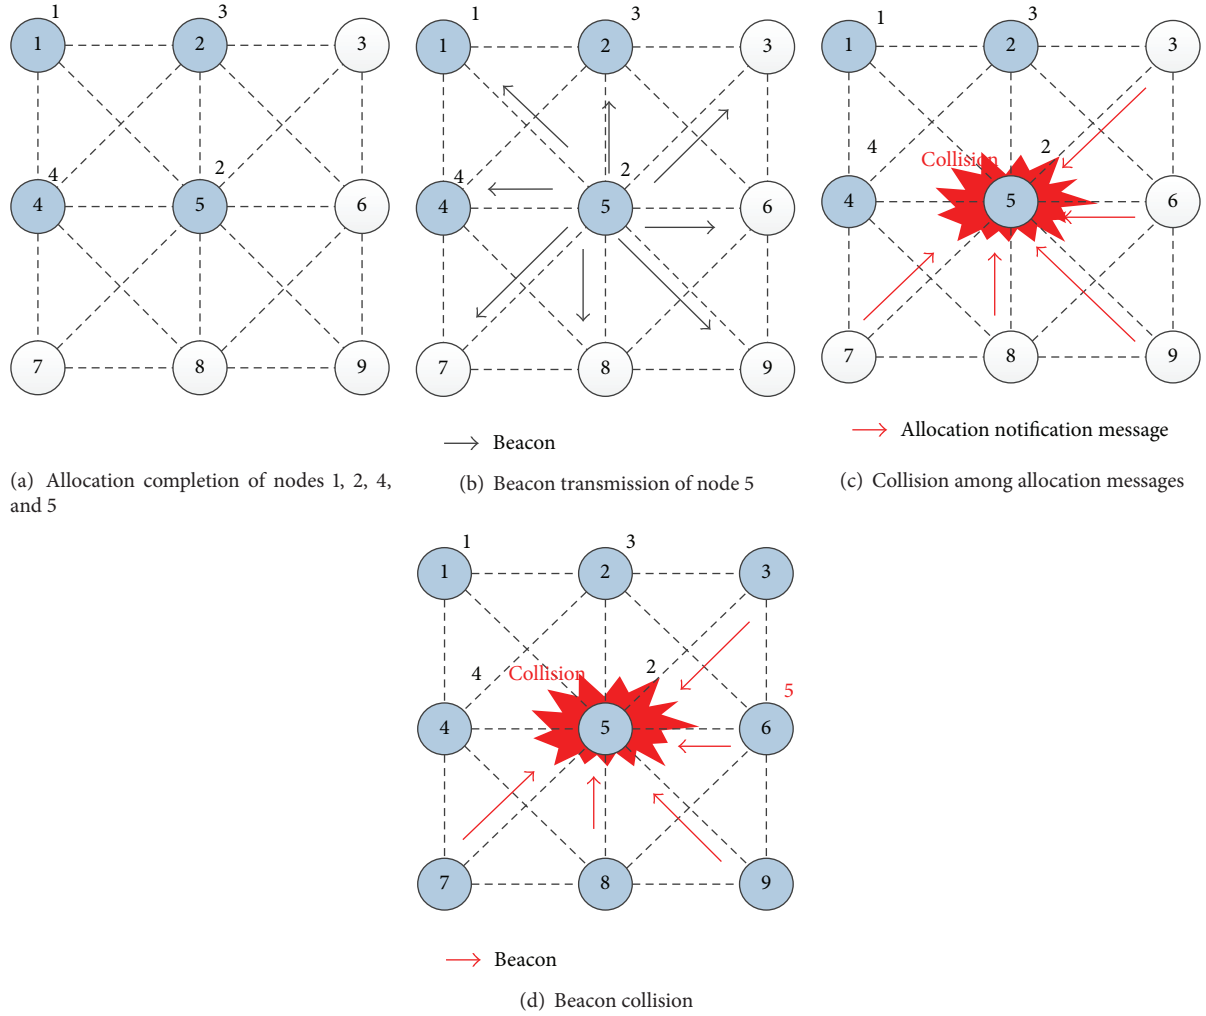 1 3
1 2 3
4 2
4 5 6
7 8 9
(a) Allocation completion of nodes 1, 2, 4,
and 5
1 3
1 2 3
4 2
4 5 6
7 8 9
Beacon
(b) Beacon transmission of node 5
1 3
1 2 3
4 2
Collision
4 5 6
7 8 9
Allocation notification message
(c) Collision among allocation messages
1 3
1 2 3
4 2
Collision
5
4 5 6
7 8 9
Beacon
(d) Beacon collision